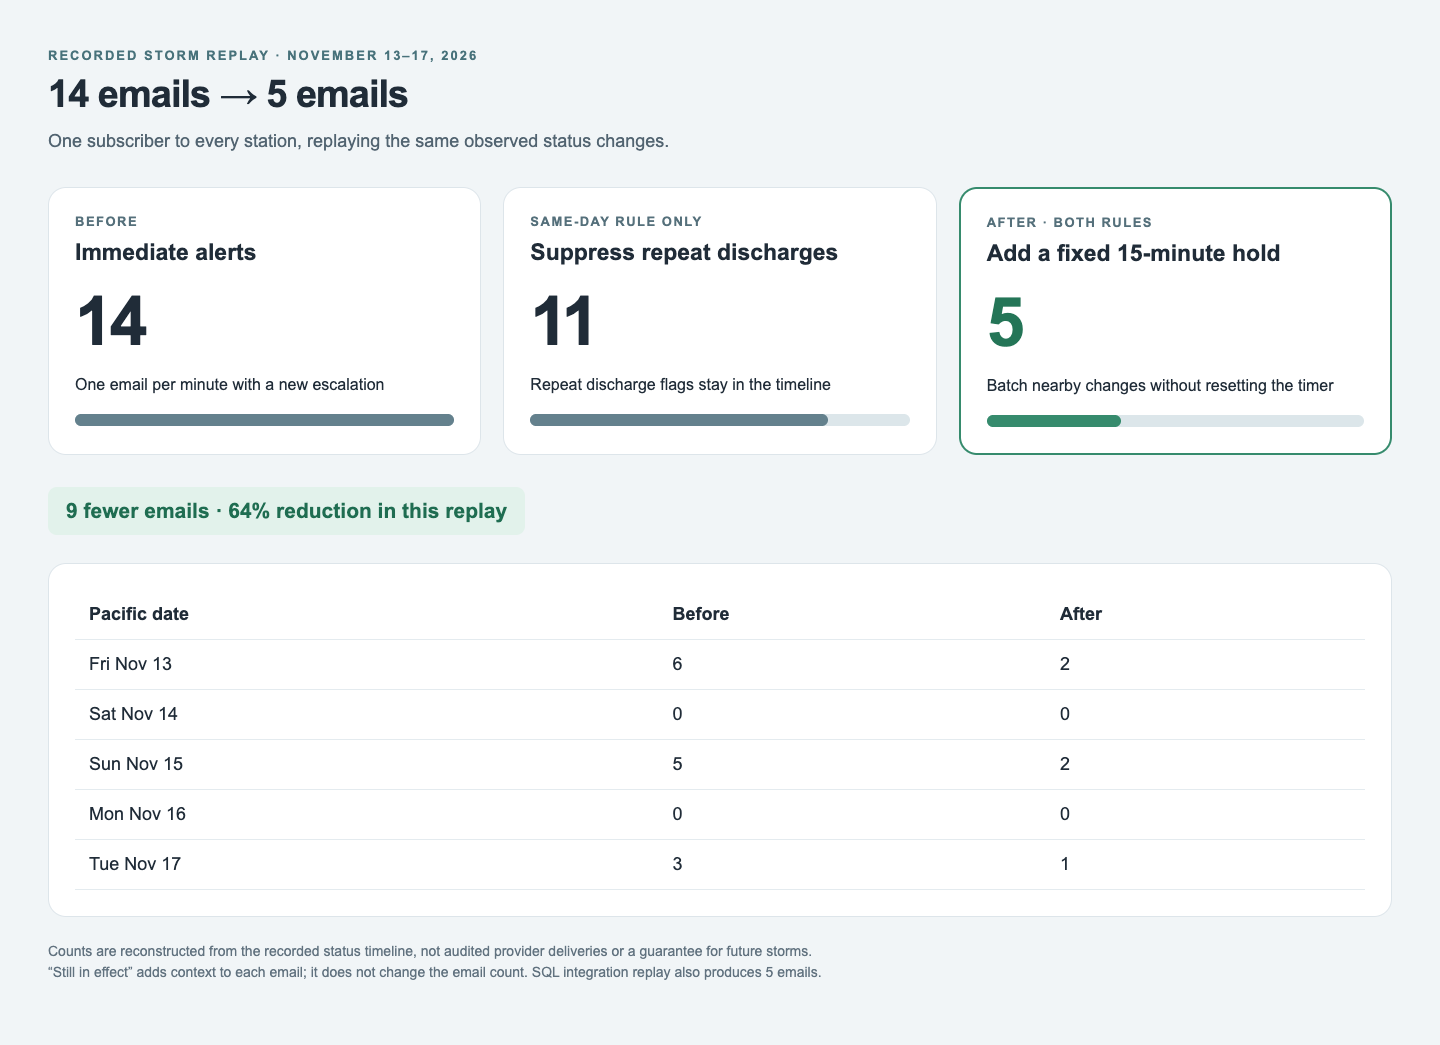 RECORDED STORM REPLAY · NOVEMBER 13–17, 2026
14 emails → 5 emails
One subscriber to every station, replaying the same observed status changes.
BEFORE
Immediate alerts
14
One email per minute with a new escalation
SAME-DAY RULE ONLY
Suppress repeat discharges
11
Repeat discharge flags stay in the timeline
AFTER · BOTH RULES
Add a fixed 15-minute hold
5
Batch nearby changes without resetting the timer
9 fewer emails · 64% reduction in this replay
Pacific date Before After
Fri Nov 13 6 2
Sat Nov 14 0 0
Sun Nov 15 5 2
Mon Nov 16 0 0
Tue Nov 17 3 1
Counts are reconstructed from the recorded status timeline, not audited provider deliveries or a guarantee for future storms.
“Still in effect” adds context to each email; it does not change the email count. SQL integration replay also produces 5 emails.